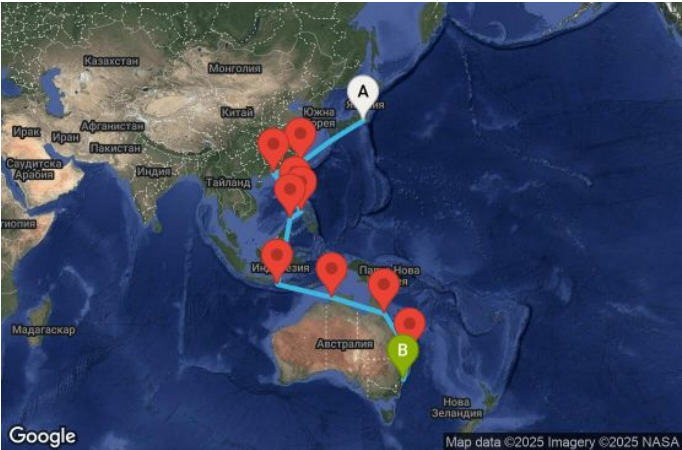 Казахстан
Монголия
A
Япония
Китай
Южна
Корея
Ирак
Иран
Афганистан
Пакистан
Саудитска
Арабия
Индия
Тайланд
Индонезия
Папуа Нова
Мадагаскар
Австралия
B
Нова
Зеландия
Google
Map data ©2025 Imagery ©2025 NASA